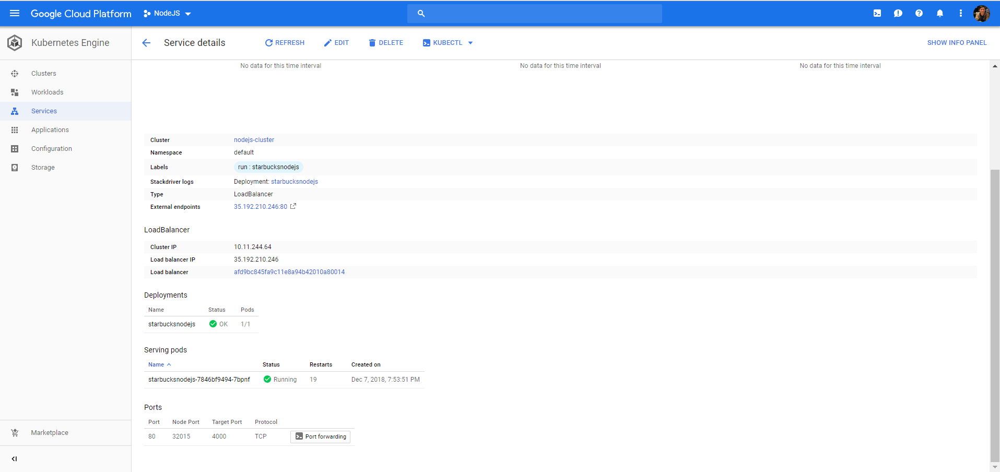 Google Cloud Platform NodeJS
Kubernetes Engine
Service details REFRESH EDIT DELETE KUBECTL SHOW INFO PANEL
Clusters
Workloads
Services
Applications
Configuration
Storage
Marketplace
No data for this time interval No data for this time interval No data for this time interval
Cluster nodejs-cluster
Namespace default
Labels run : starbucksnodejs
Stackdriver logs Deployment: starbucksnodejs
Type LoadBalancer
External endpoints 35.192.210.246:80
LoadBalancer
Cluster IP 10.11.244.64
Load balancer IP 35.192.210.246
Load balancer afd9bc845fa9c11e8a94b42010a80014
Deployments
Name Status Pods
starbucksnodejs OK 1/1
Serving pods
Name Status Restarts Created on
starbucksnodejs-7846bf9494-7bpnf Running 19 Dec 7, 2018, 7:53:51 PM
Ports
Port Node Port Target Port Protocol
80 32015 4000 TCP Port forwarding